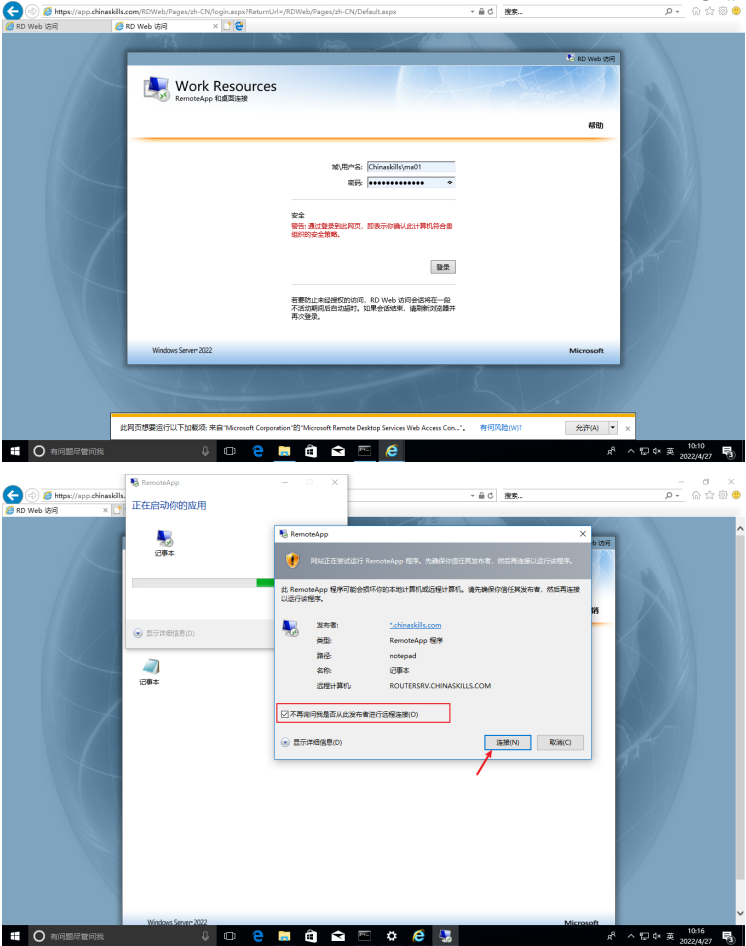 https://app.chinaskills.com/RDWeb/Pages/zh-CN/login.aspx?ReturnUrl=/RDWeb/Pages/zh-CN/Default.aspx
搜索...
RD Web 访问
RD Web 访问
RD Web 访问
Work Resources
RemoteApp 和桌面连接
帮助
域\用户名: Chinaskills\ma01
密码:
安全
警告: 通过登录到此网页，即表示你确认此计算机符合贵
组织的安全策略。
登录
若要防止未经授权的访问，RD Web 访问会话将在一段
不活动期间后自动超时。如果会话结束，请刷新浏览器并
再次登录。
Windows Server 2022
Microsoft
此网页想要运行以下加载项: 来自"Microsoft Corporation"的"Microsoft Remote Desktop Services Web Access Con..."。
有何风险(W)?
允许(A)
有问题尽管问我
英
10:10
2022/4/27
3
https://app.chinaskills.
搜索...
RD Web 访问
RemoteApp
正在启动你的应用
记事本
显示详细信息(D)
记事本
RemoteApp
网站正在尝试运行 RemoteApp 程序。先确保你信任其发布者，然后再连接以运行该程序。
此 RemoteApp 程序可能会损坏你的本地计算机或远程计算机。请先确保你信任其发布者，然后再连接
以运行该程序。
发布者: *.chinaskills.com
类型: RemoteApp 程序
路径: notepad
名称: 记事本
远程计算机: ROUTERSRV.CHINASKILLS.COM
不再询问我是否从此发布者进行远程连接(O)
显示详细信息(D)
连接(N)
取消(C)
b 访问
销
Windows Server 2022
Microsoft
有问题尽管问我
英
10:16
2022/4/27
3